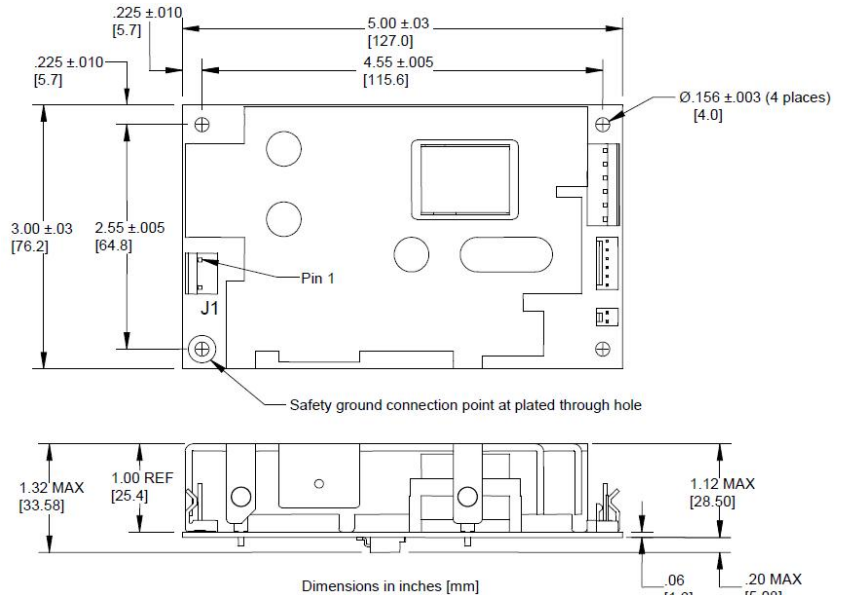 .225 ±.010
[5.7]
5.00 ±.03
[127.0]
.225 ±.010
[5.7]
4.55 ±.005
[115.6]
Ø.156 ±.003 (4 places)
[4.0]
3.00 ±.03
[76.2]
2.55 ±.005
[64.8]
Pin 1
J1
Safety ground connection point at plated through hole
1.32 MAX
[33.58]
1.00 REF
[25.4]
1.12 MAX
[28.50]
Dimensions in inches [mm]
.06
.20 MAX